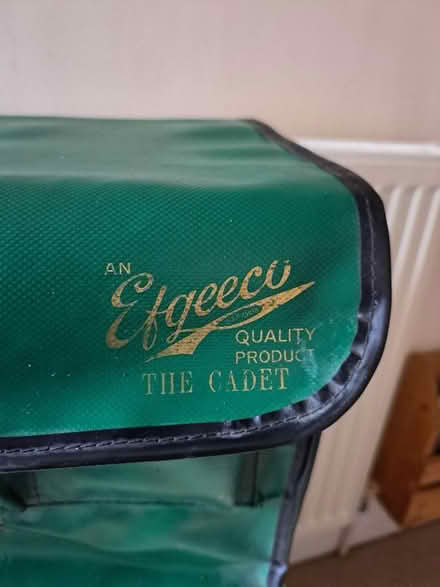 AN
Efgeeco
QUALITY
PRODUCT
THE CADET